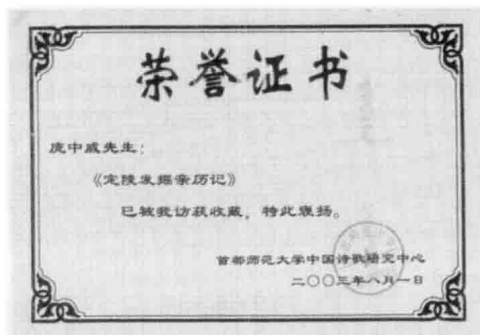 荣誉证书
庞中威先生：
《定陵发掘亲历记》
已被我访获收藏，特此褒扬。
首都师范大学中国诗歌研究中心
二〇〇三年八月一日